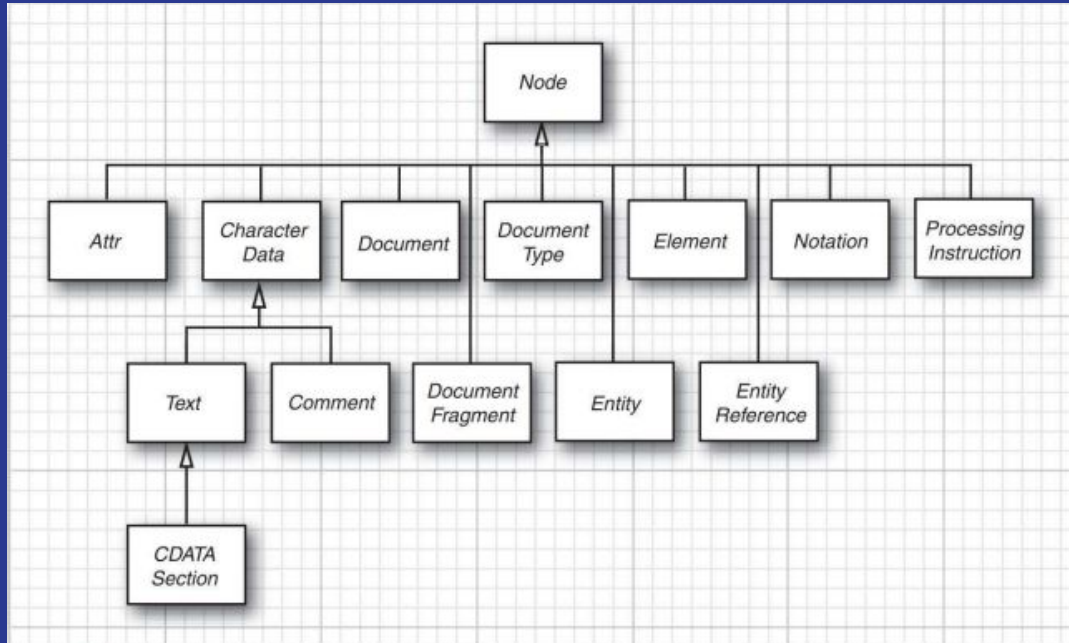 Node
Attr
Character
Data
Document
Document
Type
Element
Notation
Processing
Instruction
Text
Comment
Document
Fragment
Entity
Entity
Reference
CDATA
Section